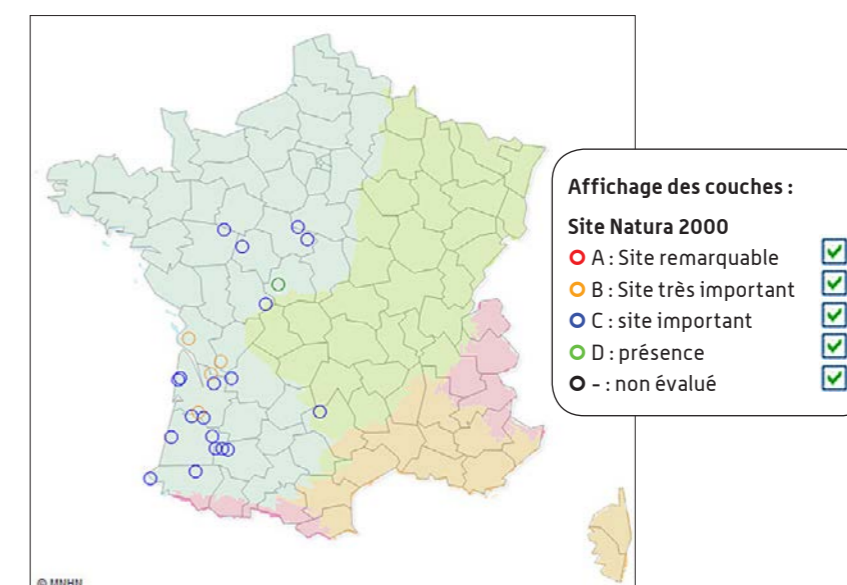 Affichage des couches :
Site Natura 2000
A : Site remarquable
B : Site très important
C : site important
D : présence
- : non évalué
© MNHN